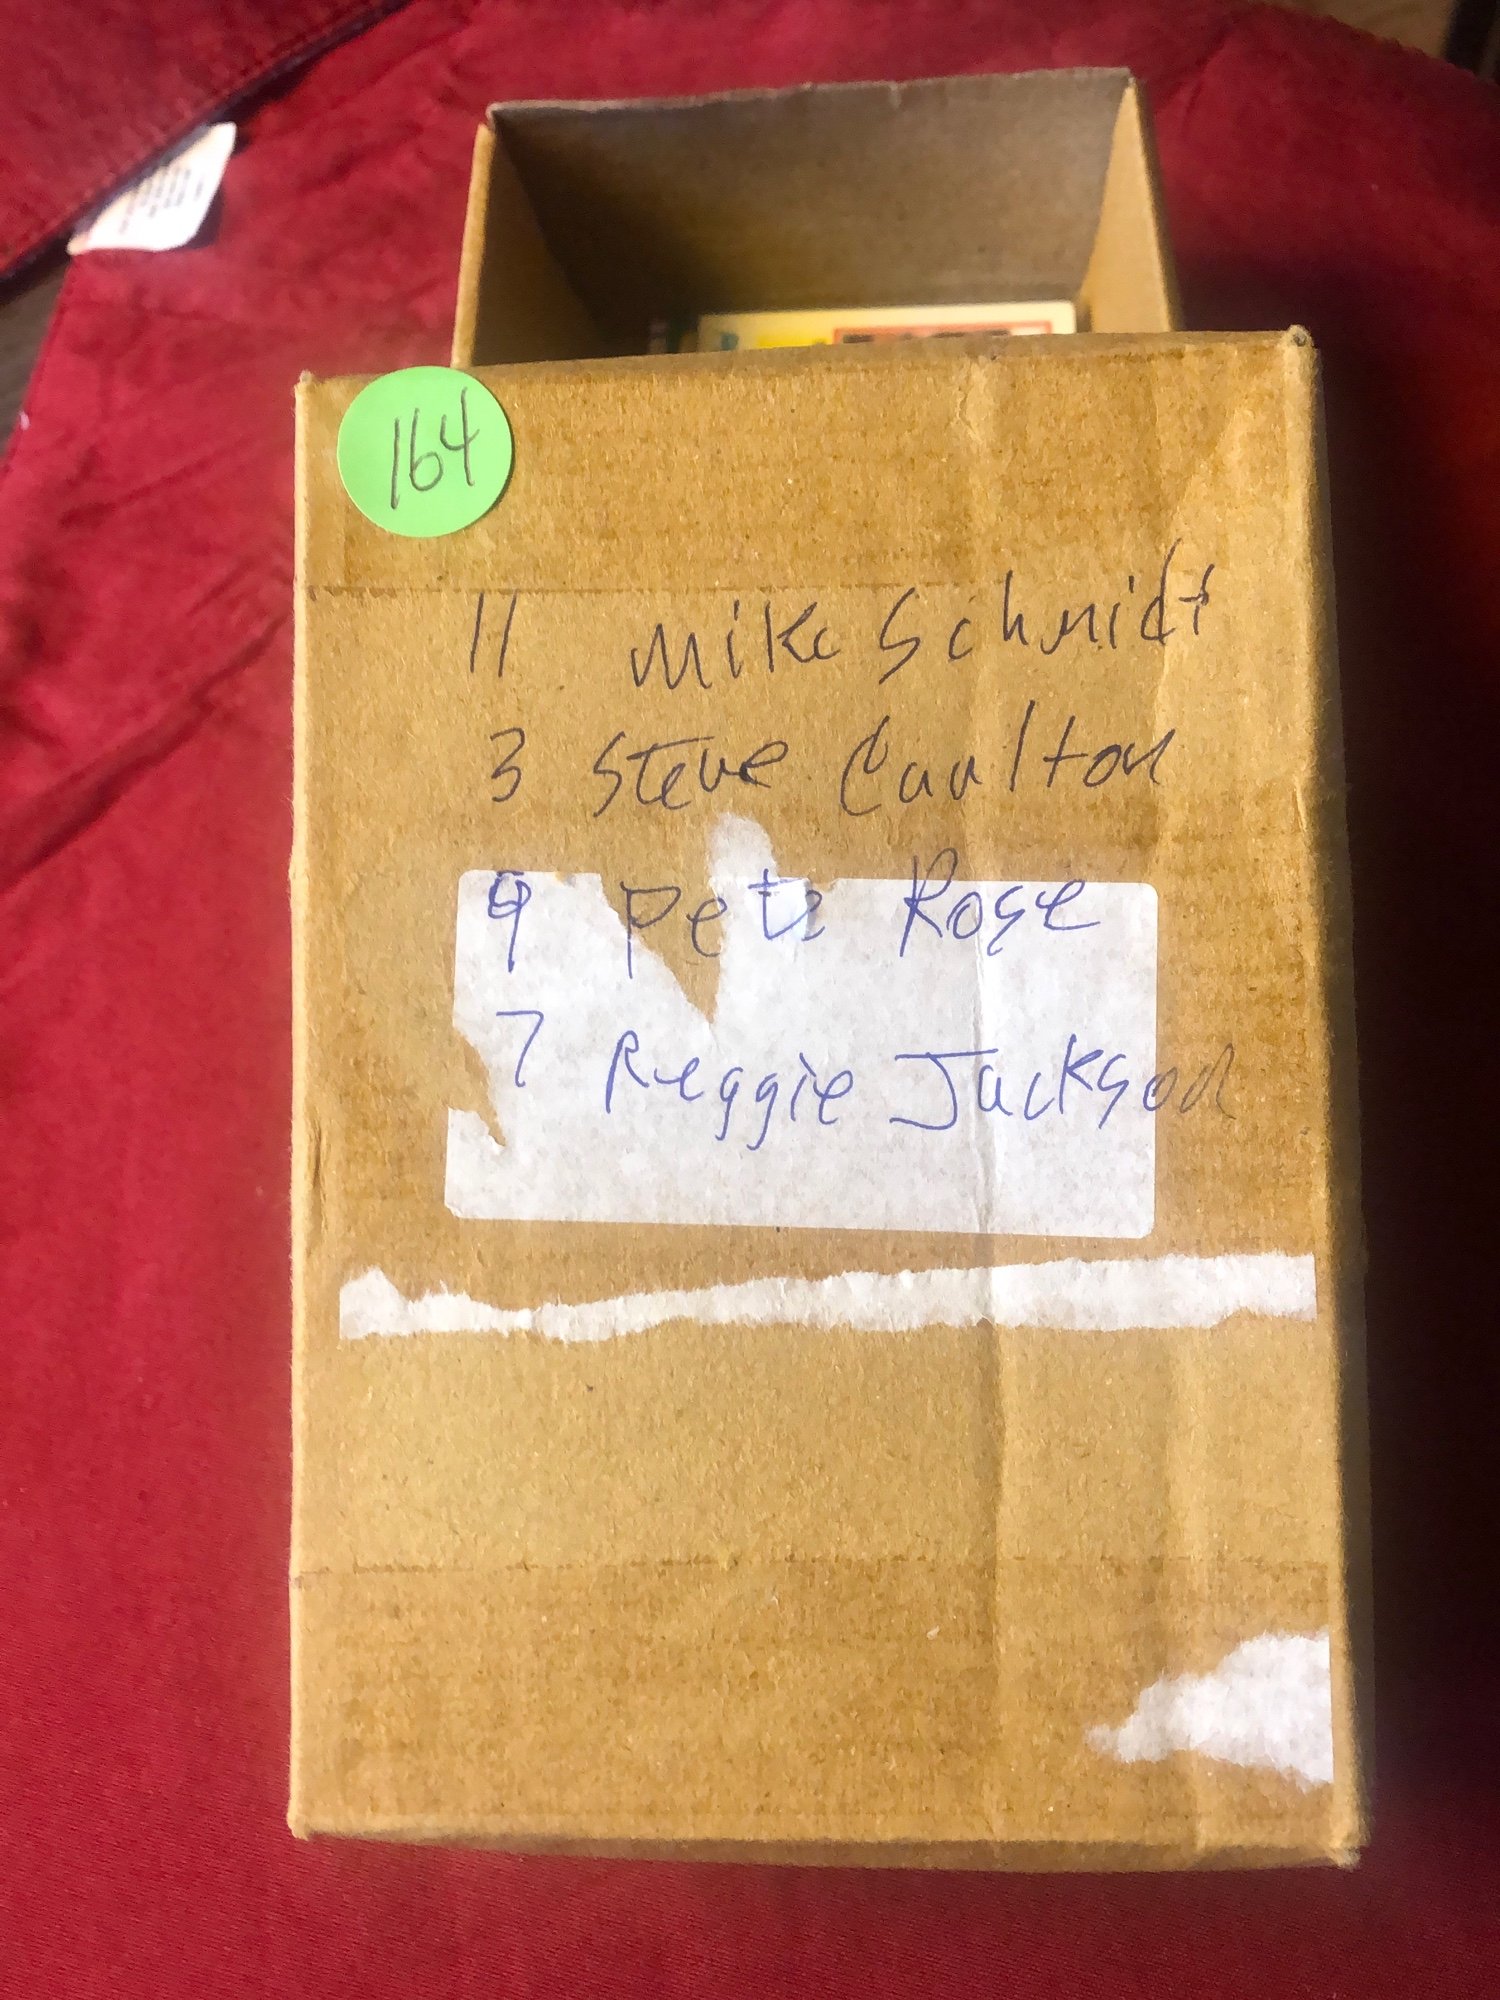 164
11 Mike Schmidt
3 Steve Caulton
9 Pete Rose
7 Reggie Jackson